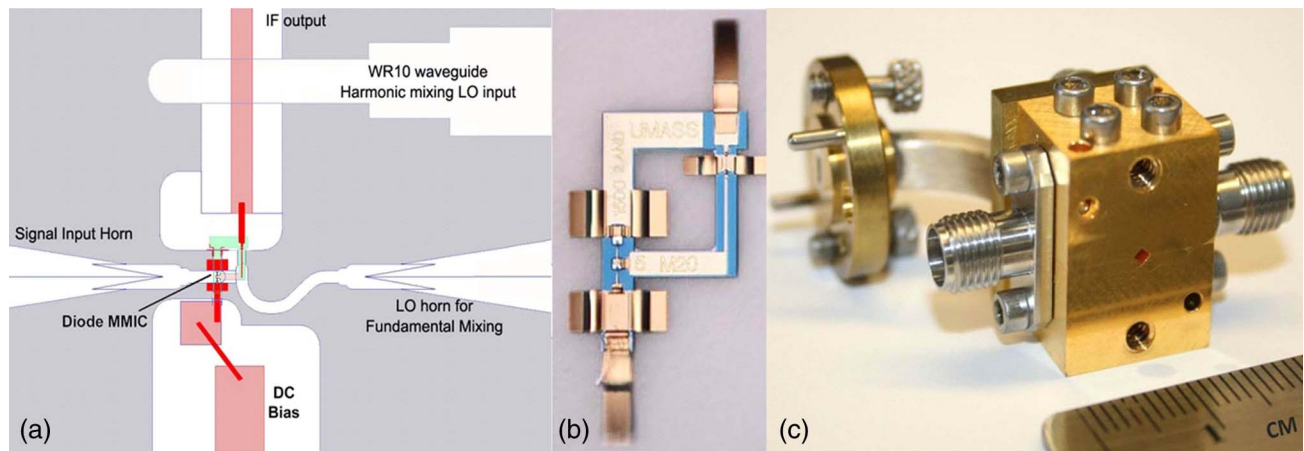 IF output
WR10 waveguide
Harmonic mixing LO input
Signal Input Horn
Diode MMIC
LO horn for
Fundamental Mixing
DC
Bias
(a)
UMASS
5 M20
(b)
CM
(c)